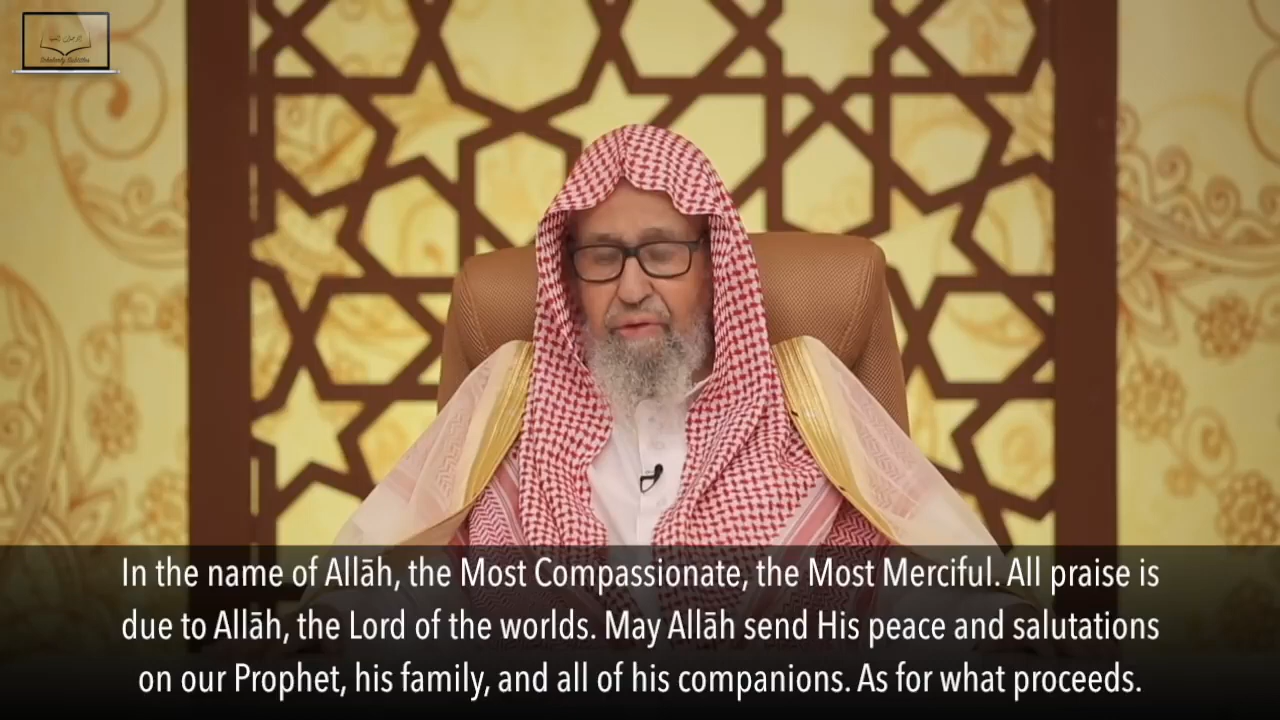 Scholarly Subtitles
In the name of Allāh, the Most Compassionate, the Most Merciful. All praise is
due to Allāh, the Lord of the worlds. May Allāh send His peace and salutations
on our Prophet, his family, and all of his companions. As for what proceeds.